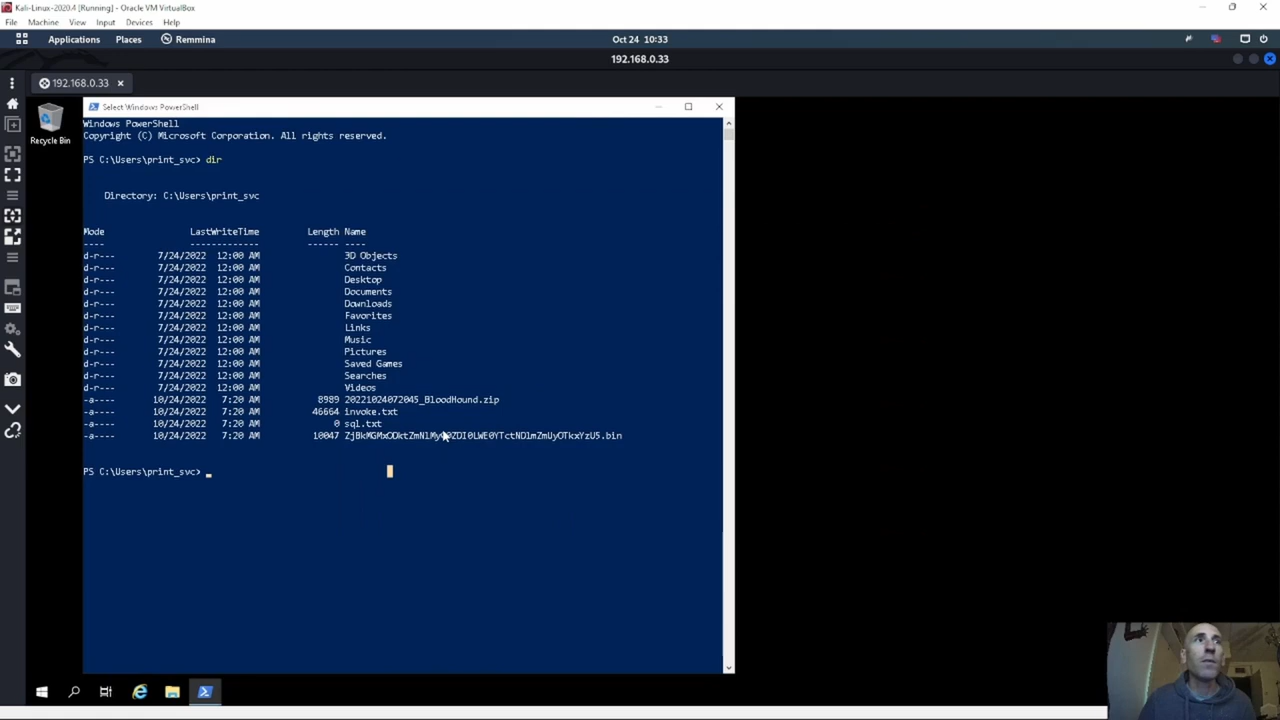 Kali-Linux-2020.4 [Running] - Oracle VM VirtualBox
File Machine View Input Devices Help
Applications Places Remmina Oct 24 10:33
192.168.0.33
192.168.0.33
Select Windows PowerShell
Recycle Bin
Windows PowerShell
Copyright (C) Microsoft Corporation. All rights reserved.
PS C:\Users\print_svc> dir
Directory: C:\Users\print_svc
Mode LastWriteTime Length Name
---- ------------- ------ ----
d-r--- 7/24/2022 12:00 AM 3D Objects
d-r--- 7/24/2022 12:00 AM Contacts
d-r--- 7/24/2022 12:00 AM Desktop
d-r--- 7/24/2022 12:00 AM Documents
d-r--- 7/24/2022 12:00 AM Downloads
d-r--- 7/24/2022 12:00 AM Favorites
d-r--- 7/24/2022 12:00 AM Links
d-r--- 7/24/2022 12:00 AM Music
d-r--- 7/24/2022 12:00 AM Pictures
d-r--- 7/24/2022 12:00 AM Saved Games
d-r--- 7/24/2022 12:00 AM Searches
d-r--- 7/24/2022 12:00 AM Videos
-a---- 10/24/2022 7:20 AM 8989 20221024072045_BloodHound.zip
-a---- 10/24/2022 7:20 AM 46664 invoke.txt
-a---- 10/24/2022 7:20 AM 0 sql.txt
-a---- 10/24/2022 7:20 AM 10047
PS C:\Users\print_svc>